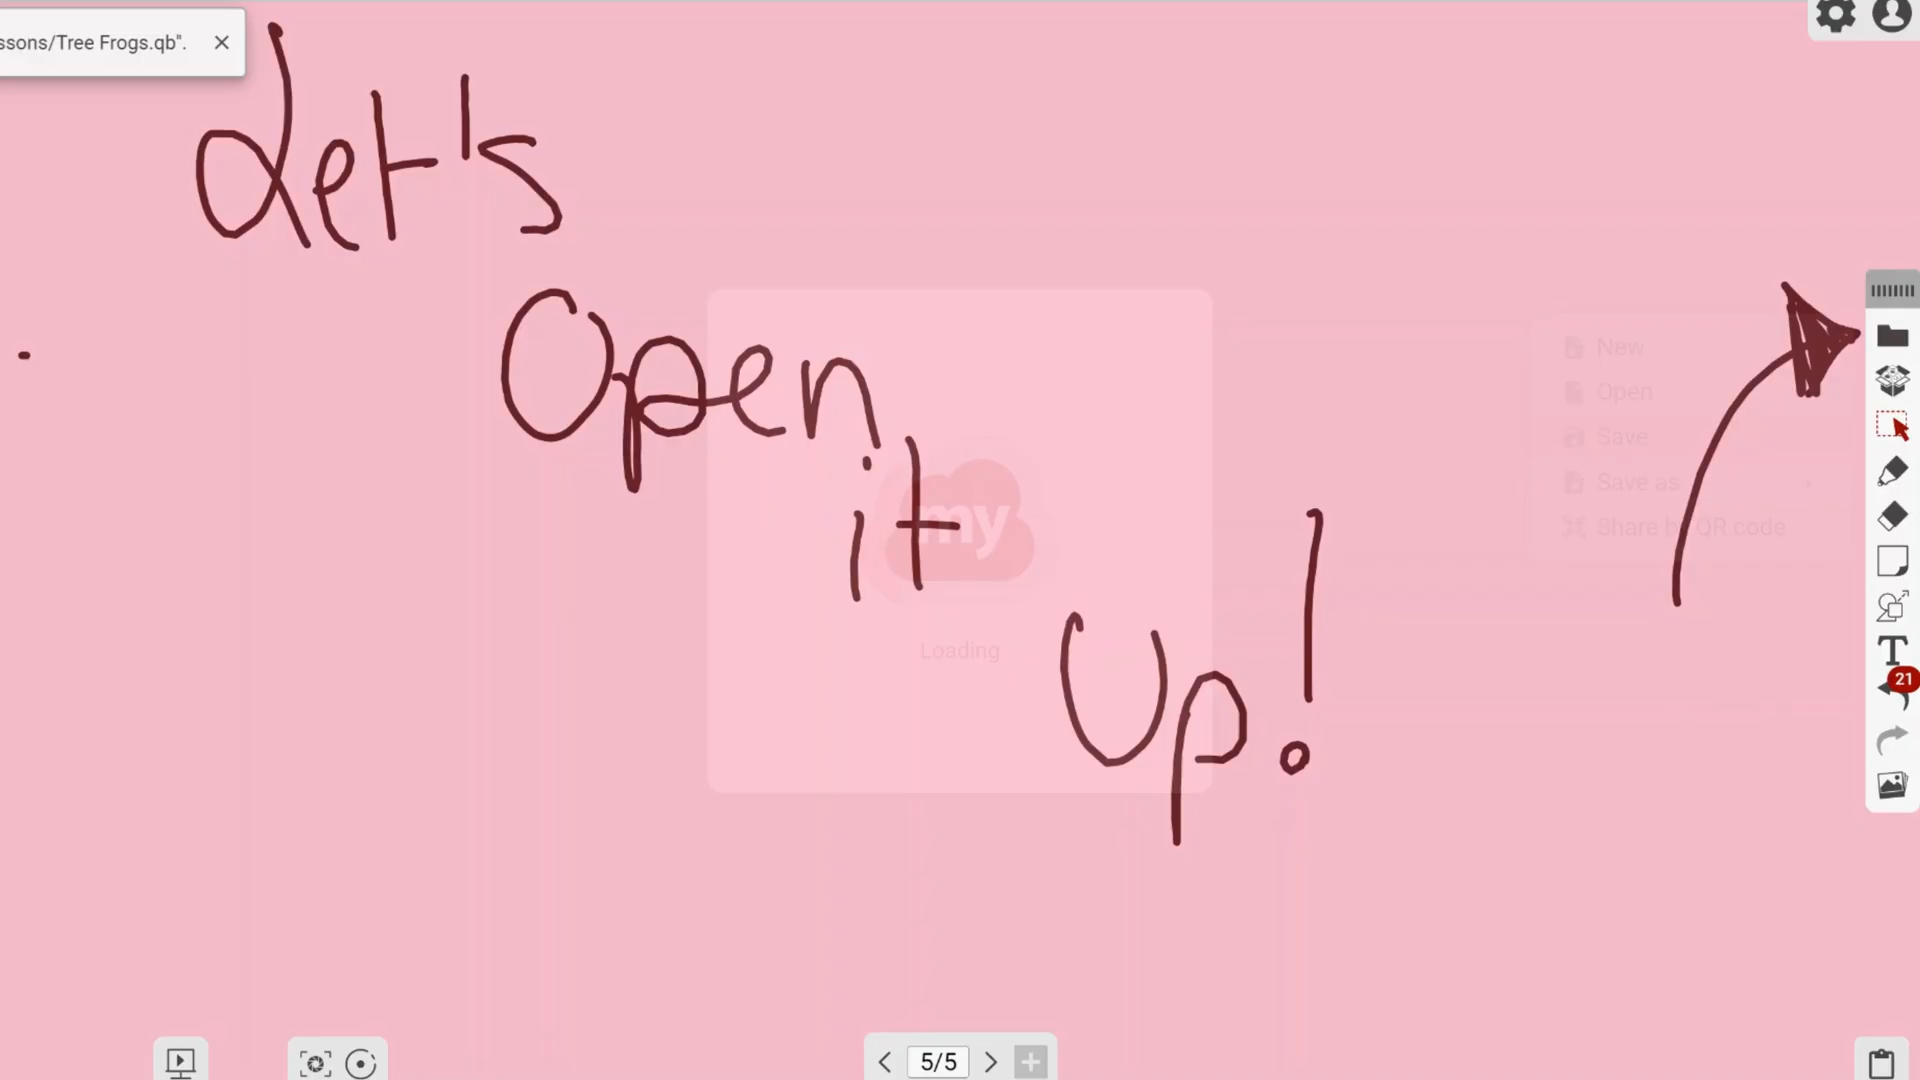 ssons/Tree Frogs.qb".
Let's
Open
it
Up!
New
Open
Save
Save as
Share by QR code
my
Loading
T
21
5/5